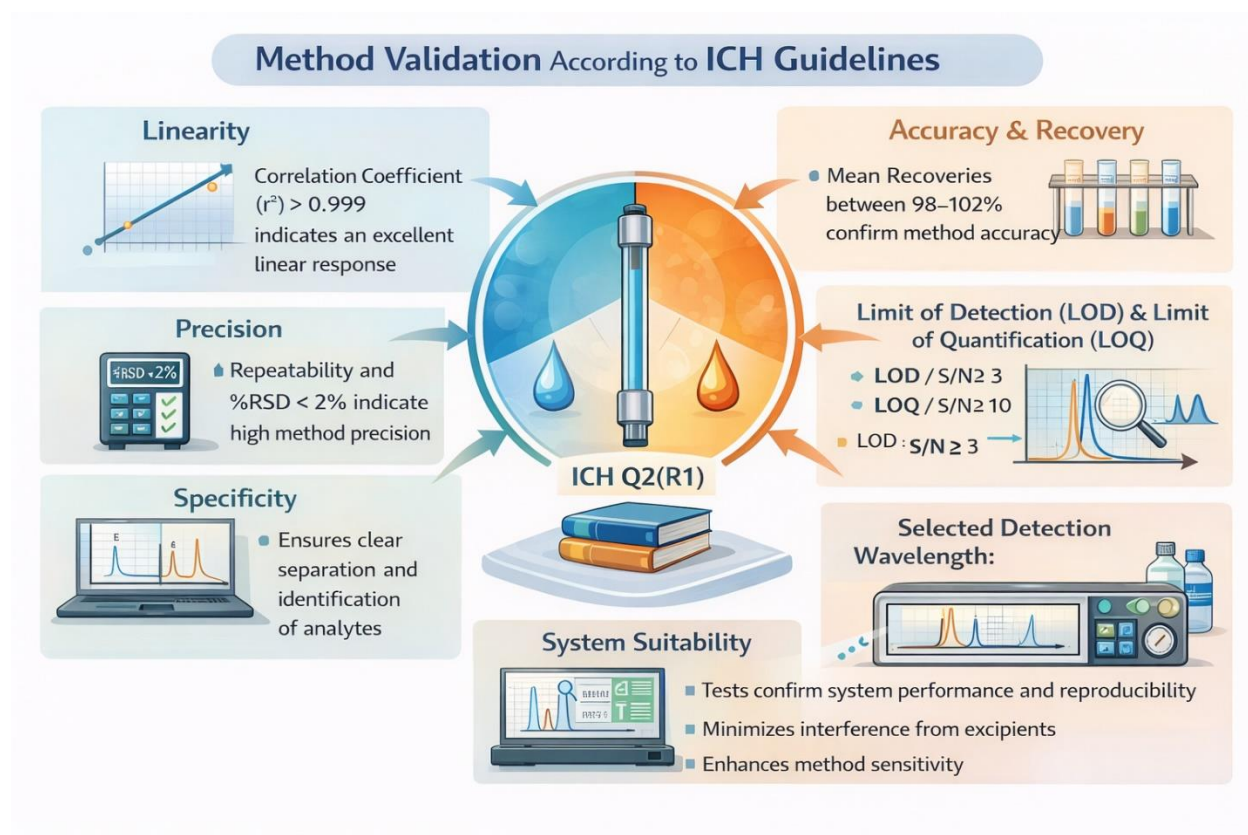 Method Validation According to ICH Guidelines
Linearity
Correlation Coefficient
(r²) > 0.999
indicates an excellent
linear response
Precision
%RSD <2%
Repeatability and
%RSD < 2% indicate
high method precision
Specificity
E
Ensures clear
separation and
identification
of analytes
Accuracy & Recovery
Mean Recoveries
between 98–102%
confirm method accuracy
Limit of Detection (LOD) & Limit
of Quantification (LOQ)
LOD / S/N≥ 3
LOQ / S/N≥ 10
LOD : S/N ≥ 3
ICH Q2(R1)
Selected Detection
Wavelength:
System Suitability
Tests confirm system performance and reproducibility
Minimizes interference from excipients
Enhances method sensitivity